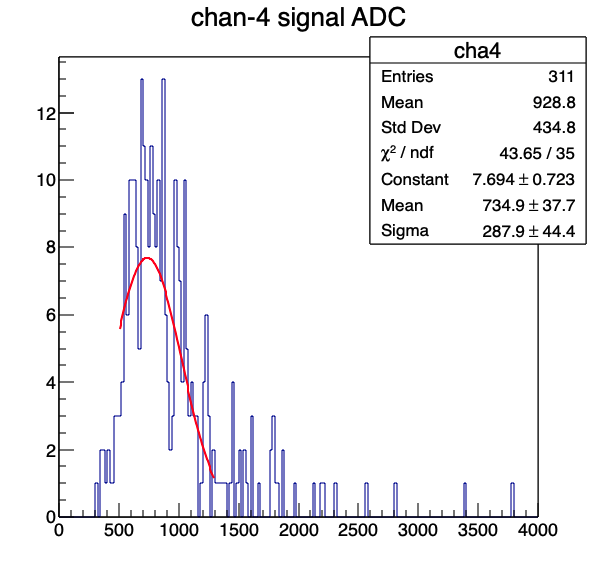 chan-4 signal ADC
cha4
Entries 311
Mean 928.8
Std Dev 434.8
χ² / ndf 43.65 / 35
Constant 7.694 ± 0.723
Mean 734.9 ± 37.7
Sigma 287.9 ± 44.4
12
10
8
6
4
2
0
0 500 1000 1500 2000 2500 3000 3500 4000